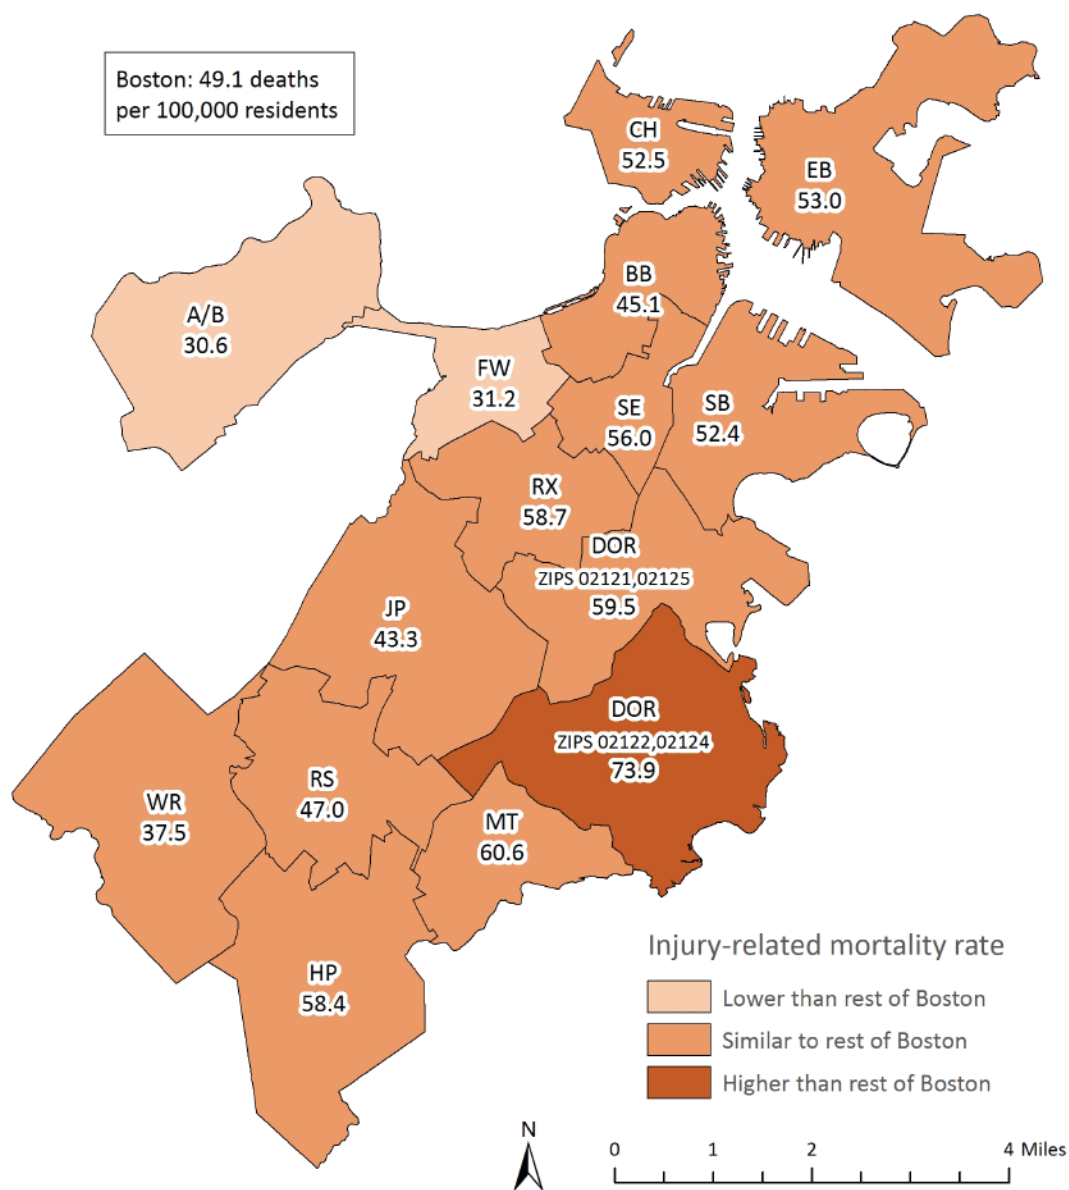 Boston: 49.1 deaths
per 100,000 residents
CH
52.5
EB
53.0
BB
45.1
A/B
30.6
FW
31.2
SE
56.0
SB
52.4
RX
58.7
DOR
ZIPS 02121,02125
59.5
JP
43.3
DOR
ZIPS 02122,02124
73.9
RS
47.0
WR
37.5
MT
60.6
HP
58.4
Injury-related mortality rate
Lower than rest of Boston
Similar to rest of Boston
Higher than rest of Boston
N
0 1 2 4 Miles